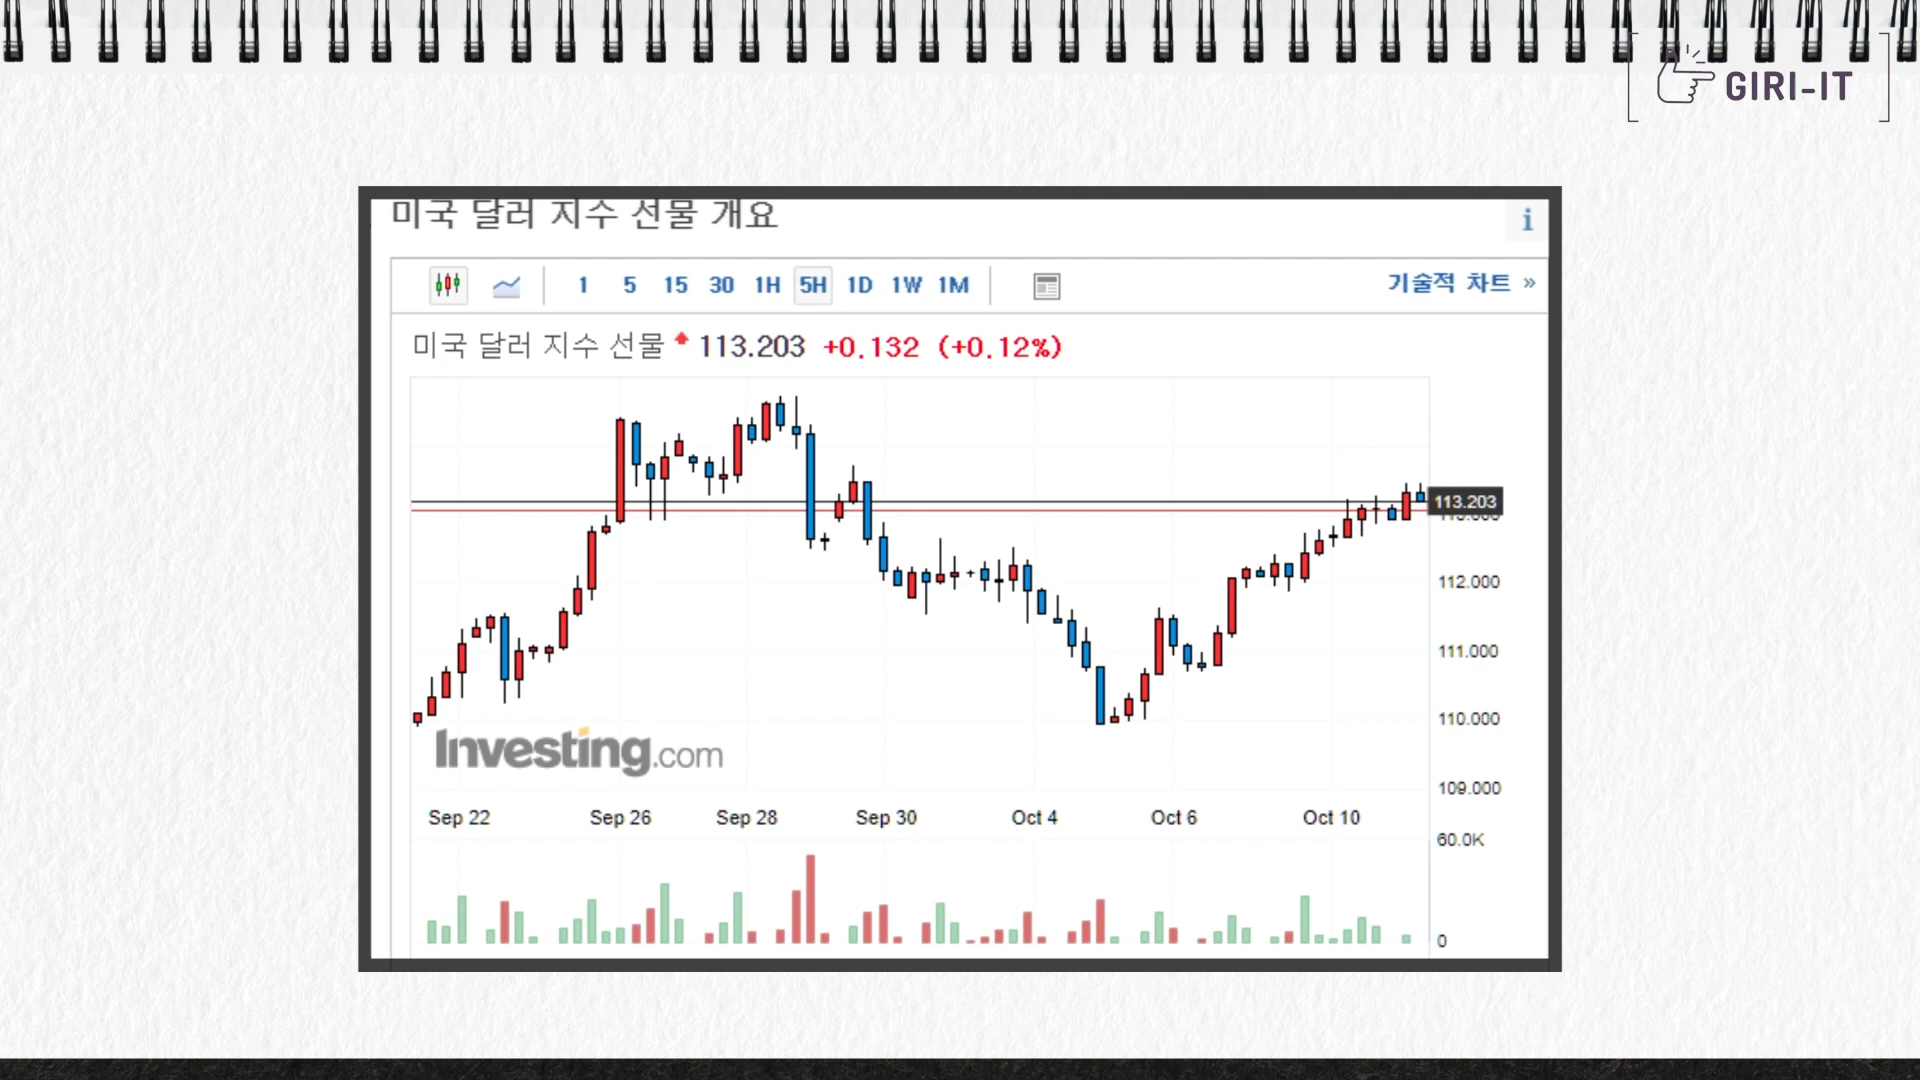 GIRI-IT
미국 달러 지수 선물 개요
i
1 5 15 30 1H 5H 1D 1W 1M
기술적 차트 »
미국 달러 지수 선물 113.203 +0.132 (+0.12%)
113.203
113.000
112.000
111.000
110.000
109.000
Investing.com
Sep 22 Sep 26 Sep 28 Sep 30 Oct 4 Oct 6 Oct 10
60.0K
0